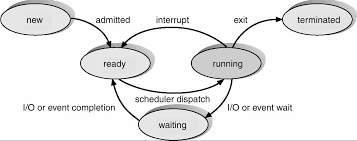 new
admitted
interrupt
exit
terminated
ready
running
scheduler dispatch
I/O or event completion
I/O or event wait
waiting